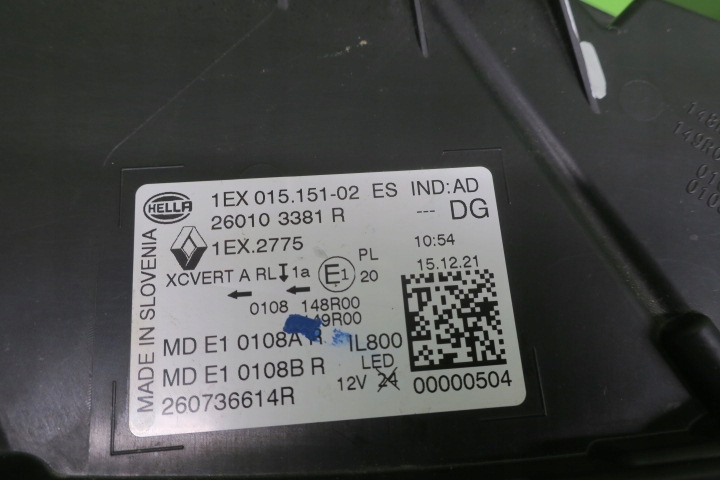 HELLA
1EX 015.151-02 ES IND:AD
26010 3381 R --- DG
1EX.2775 10:54
15.12.21
XCVERT A RL 1a E1 PL 20
0108 148R00
149R00
MD E1 0108A R IL800
MD E1 0108B R LED
12V 24 00000504
260736614R
MADE IN SLOVENIA